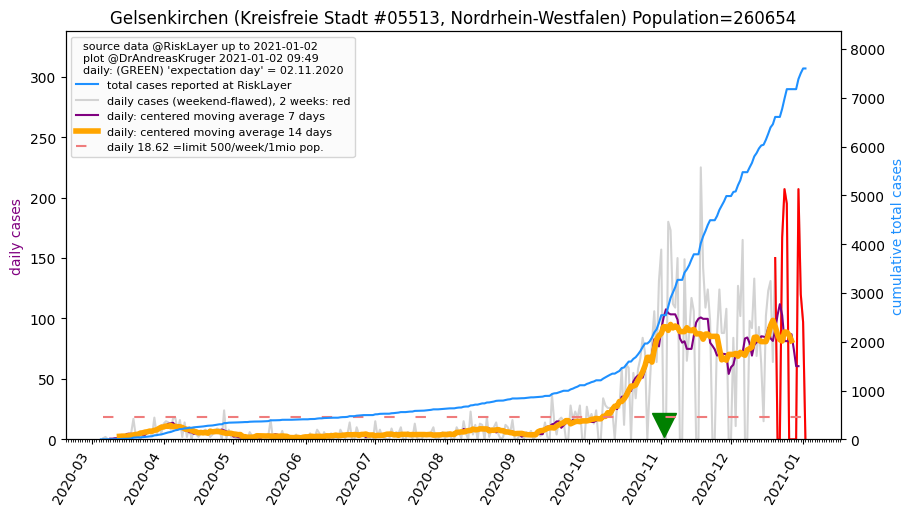 Gelsenkirchen (Kreisfreie Stadt #05513, Nordrhein-Westfalen) Population=260654
source data @RiskLayer up to 2021-01-02
plot @DrAndreasKruger 2021-01-02 09:49
daily: (GREEN) 'expectation day' = 02.11.2020
total cases reported at RiskLayer
daily cases (weekend-flawed), 2 weeks: red
daily: centered moving average 7 days
daily: centered moving average 14 days
daily 18.62 =limit 500/week/1mio pop.
daily cases
300
250
200
150
100
50
0
cumulative total cases
8000
7000
6000
5000
4000
3000
2000
1000
0
2020-03
2020-04
2020-05
2020-06
2020-07
2020-08
2020-09
2020-10
2020-11
2020-12
2021-01